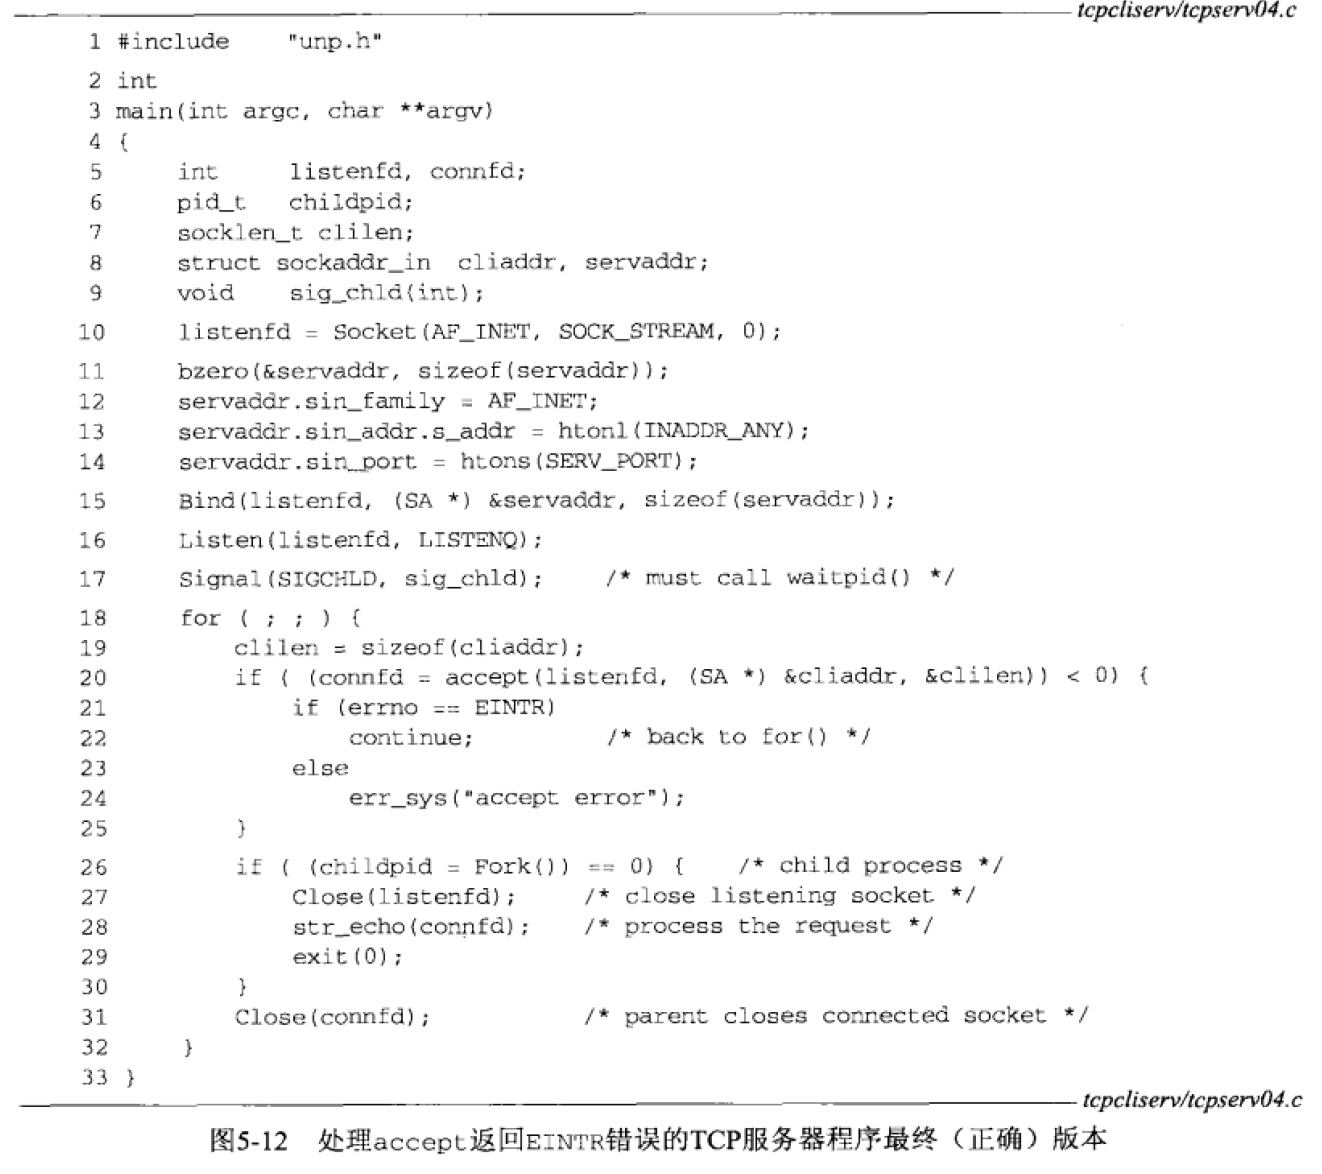 tcpcliserv/tcpserv04.c
1 #include    "unp.h"
2 int
3 main(int argc, char **argv)
4 {
5     int     listenfd, connfd;
6     pid_t   childpid;
7     socklen_t clilen;
8     struct sockaddr_in  cliaddr, servaddr;
9     void    sig_chld(int);
10     listenfd = Socket(AF_INET, SOCK_STREAM, 0);
11     bzero(&servaddr, sizeof(servaddr));
12     servaddr.sin_family = AF_INET;
13     servaddr.sin_addr.s_addr = htonl(INADDR_ANY);
14     servaddr.sin_port = htons(SERV_PORT);
15     Bind(listenfd, (SA *) &servaddr, sizeof(servaddr));
16     Listen(listenfd, LISTENQ);
17     Signal(SIGCHLD, sig_chld);    /* must call waitpid() */
18     for ( ; ; ) {
19         clilen = sizeof(cliaddr);
20         if ( (connfd = accept(listenfd, (SA *) &cliaddr, &clilen)) < 0) {
21             if (errno == EINTR)
22                 continue;         /* back to for() */
23             else
24                 err_sys("accept error");
25         }
26         if ( (childpid = Fork()) == 0) {    /* child process */
27             Close(listenfd);    /* close listening socket */
28             str_echo(connfd);   /* process the request */
29             exit(0);
30         }
31         Close(connfd);          /* parent closes connected socket */
32     }
33 }
tcpcliserv/tcpserv04.c
图5-12 处理accept返回EINTR错误的TCP服务器程序最终（正确）版本